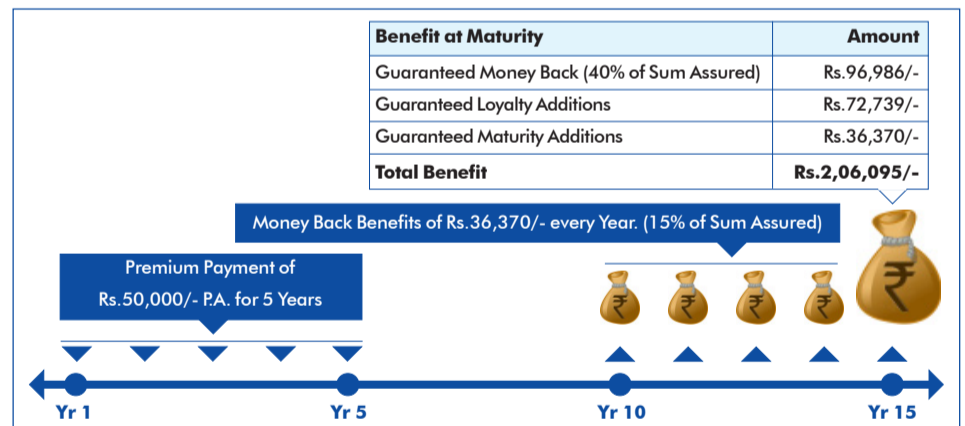 Benefit at Maturity Amount
Guaranteed Money Back (40% of Sum Assured) Rs.96,986/-
Guaranteed Loyalty Additions Rs.72,739/-
Guaranteed Maturity Additions Rs.36,370/-
Total Benefit Rs.2,06,095/-
Money Back Benefits of Rs.36,370/- every Year. (15% of Sum Assured)
Premium Payment of
Rs.50,000/- P.A. for 5 Years
₹ ₹ ₹ ₹ ₹
Yr 1 Yr 5 Yr 10 Yr 15